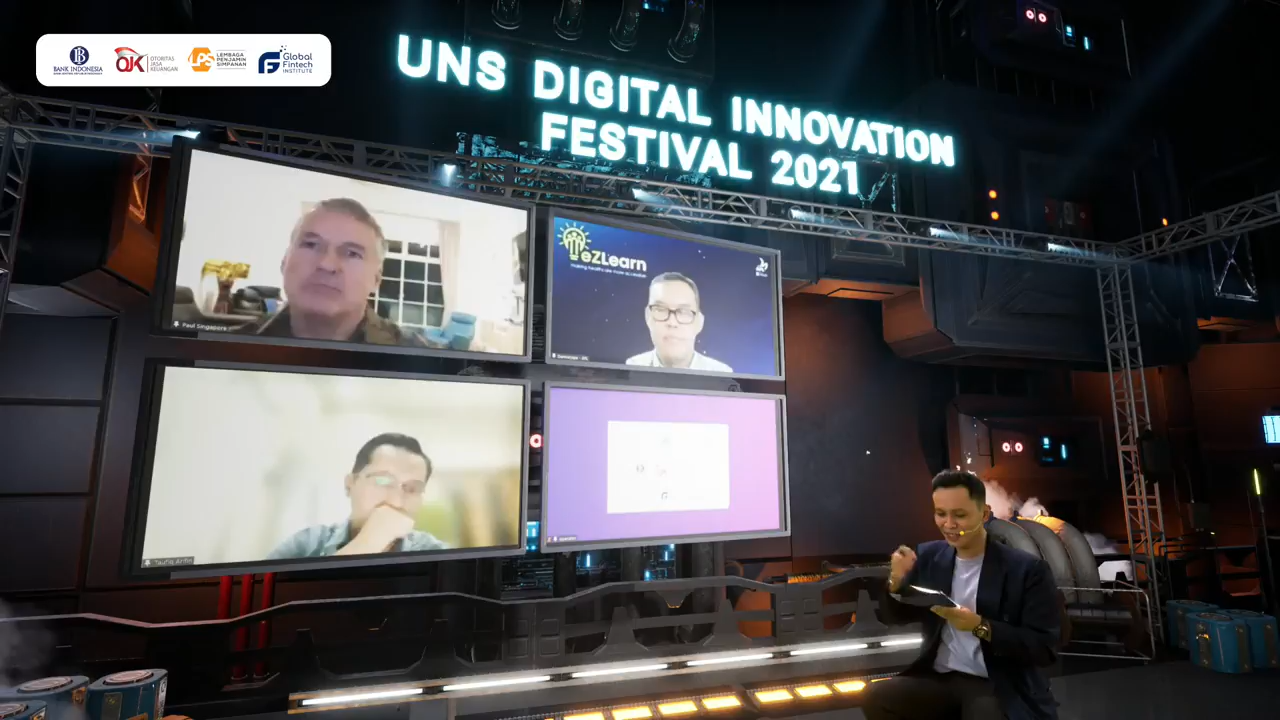 BANK INDONESIA
OJK
OTORITAS
JASA
KEUANGAN
LPS
LEMBAGA
PENJAMIN
SIMPANAN
Global
Fintech
INSTITUTE
UNS DIGITAL INNOVATION
FESTIVAL 2021
eZLearn
Paul Singapore
Taufiq Arifin